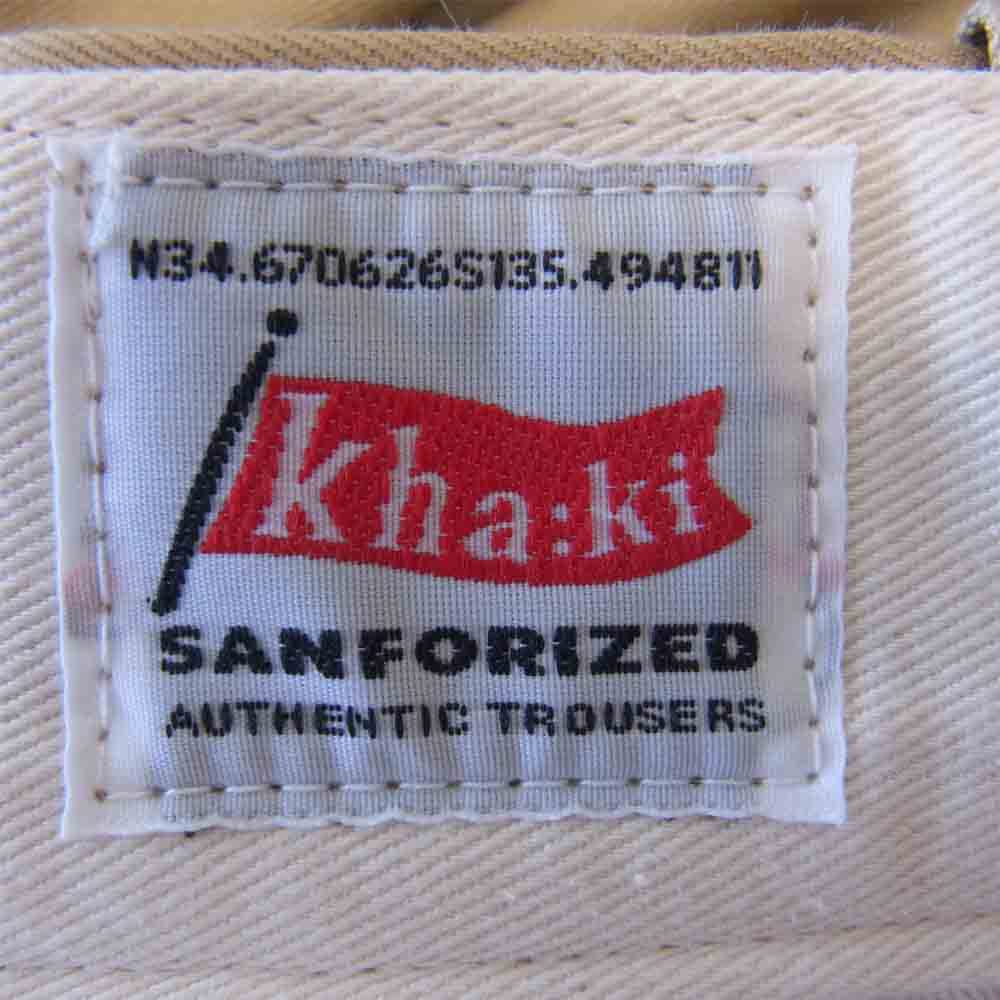 N34.670626S135.494811
kha:ki
SANFORIZED
AUTHENTIC TROUSERS